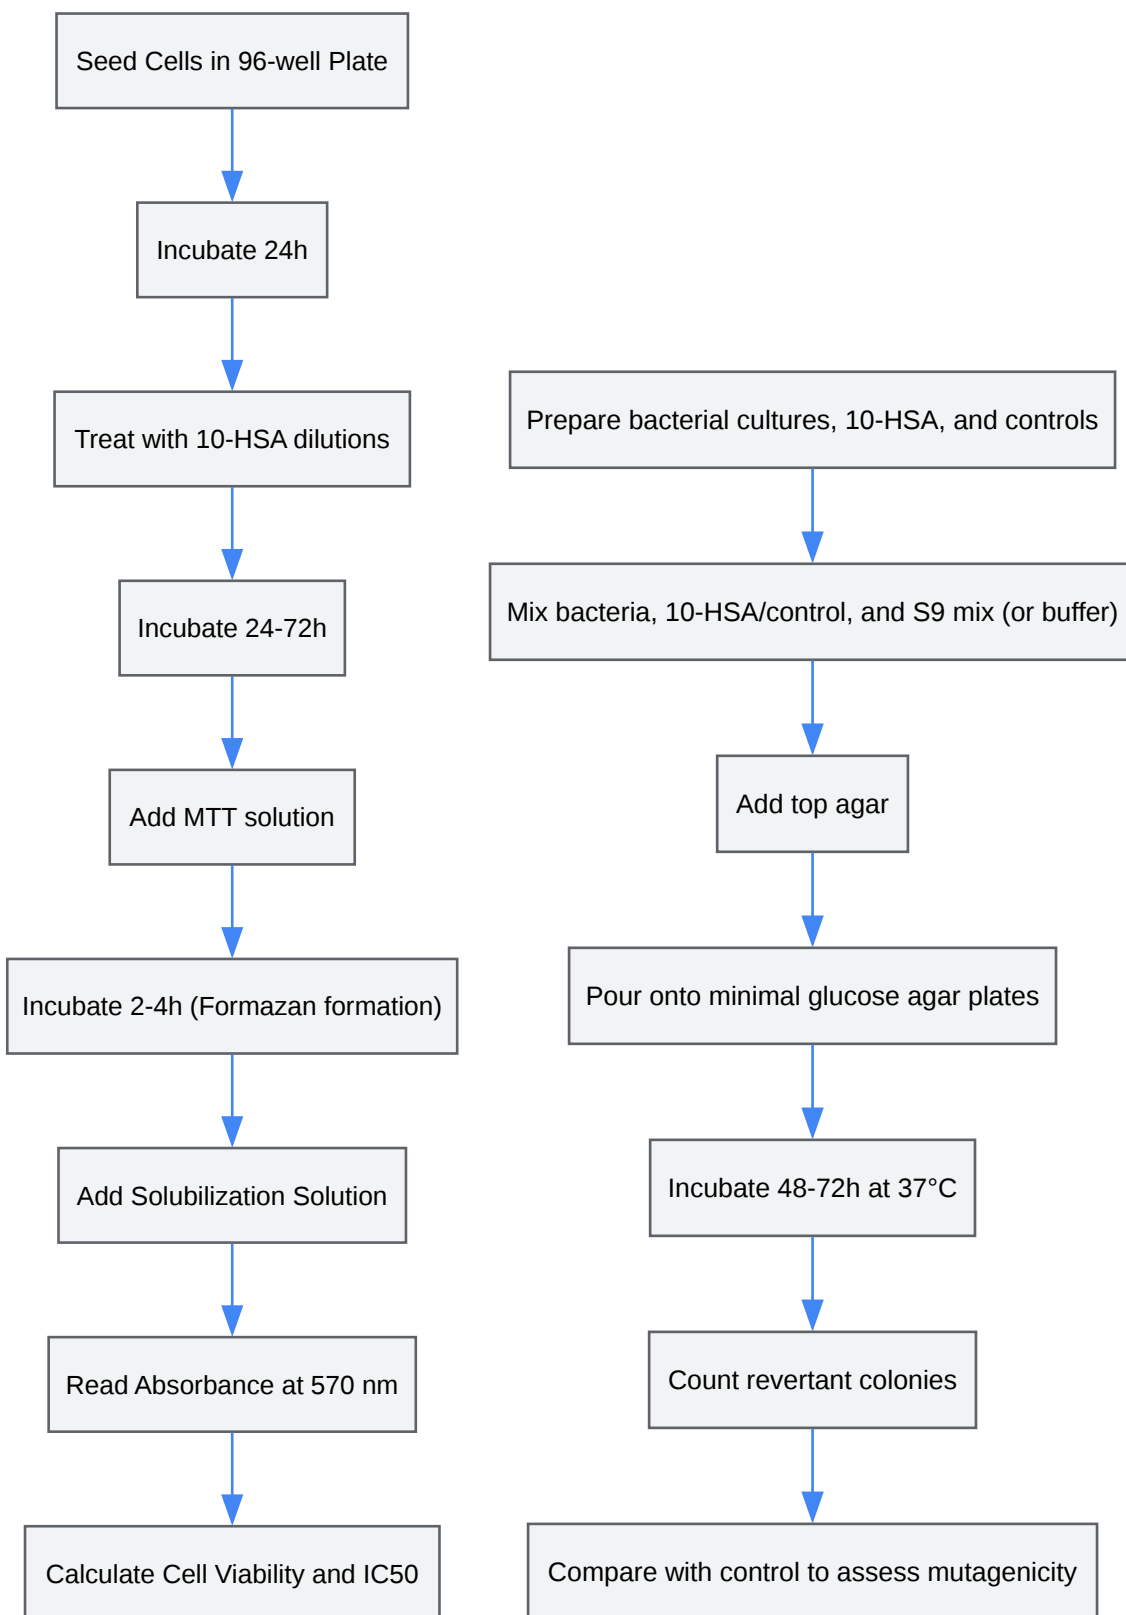 Seed Cells in 96-well Plate
Incubate 24h
Treat with 10-HSA dilutions
Incubate 24-72h
Add MTT solution
Incubate 2-4h (Formazan formation)
Add Solubilization Solution
Read Absorbance at 570 nm
Calculate Cell Viability and IC50
Prepare bacterial cultures, 10-HSA, and controls
Mix bacteria, 10-HSA/control, and S9 mix (or buffer)
Add top agar
Pour onto minimal glucose agar plates
Incubate 48-72h at 37°C
Count revertant colonies
Compare with control to assess mutagenicity